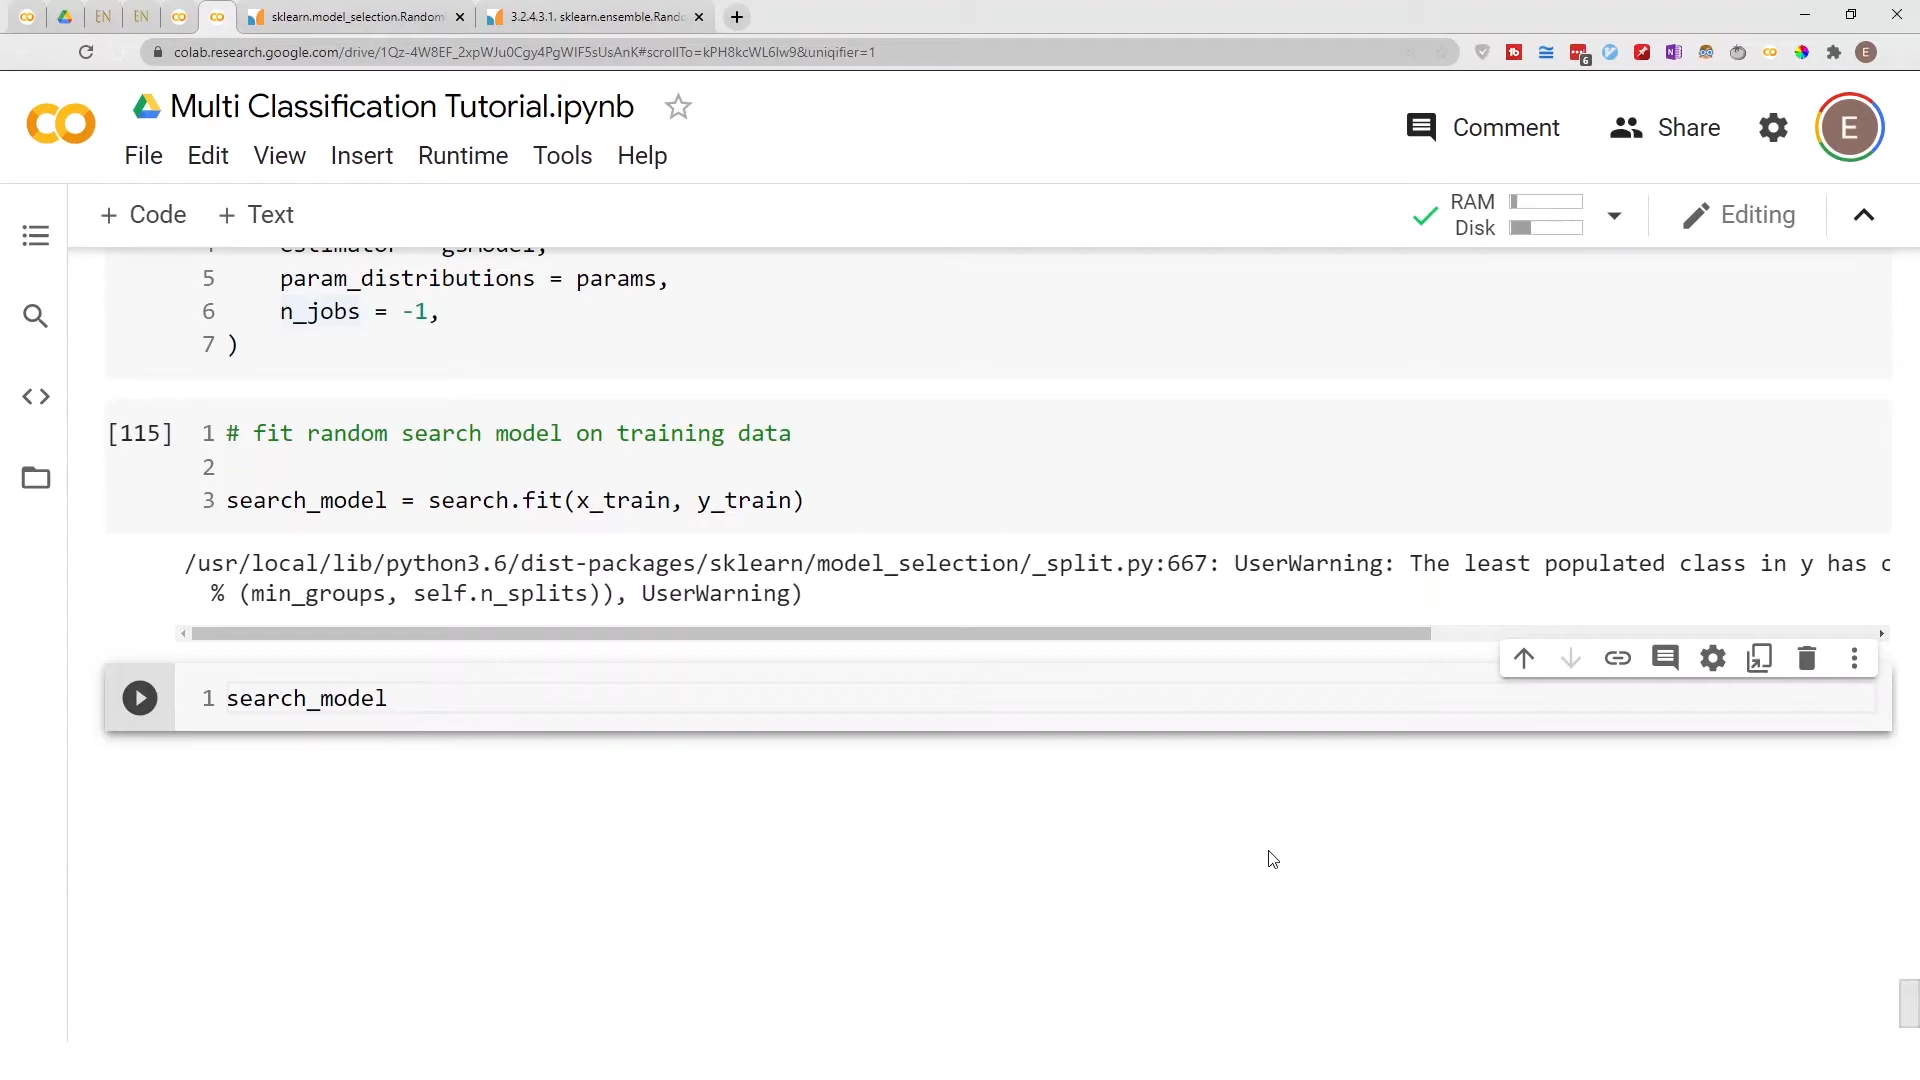 sklearn.model_selection.Random
3.2.4.3.1. sklearn.ensemble.Rand
colab.research.google.com/drive/1Qz-4W8EF_2xpWJu0Cgy4PgWIF5sUsAnK#scrollTo=kPH8kcWL6Iw9&uniqifier=1
6
E
Multi Classification Tutorial.ipynb
Comment
Share
E
File Edit View Insert Runtime Tools Help
+ Code + Text
RAM
Disk
Editing
5 param_distributions = params,
6 n_jobs = -1,
7 )
[115] 1 # fit random search model on training data
2
3 search_model = search.fit(x_train, y_train)
/usr/local/lib/python3.6/dist-packages/sklearn/model_selection/_split.py:667: UserWarning: The least populated class in y has
% (min_groups, self.n_splits)), UserWarning)
1 search_model